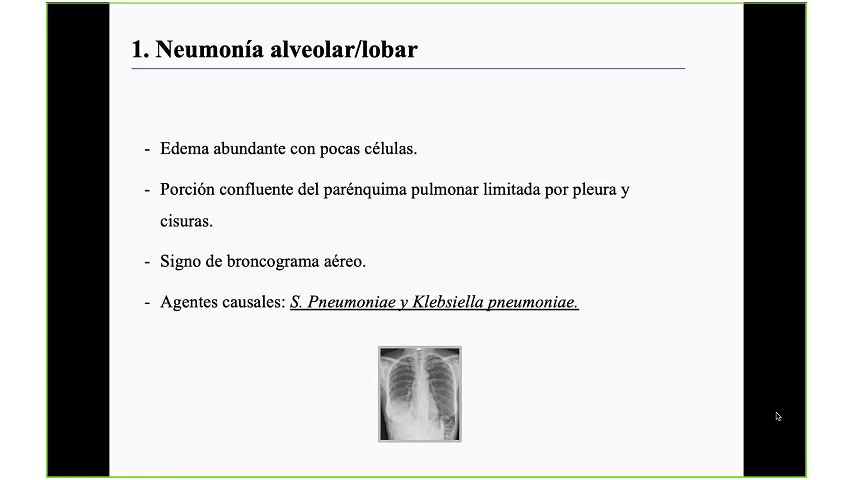 1. Neumonía alveolar/lobar
- Edema abundante con pocas células.
- Porción confluente del parénquima pulmonar limitada por pleura y
cisuras.
- Signo de broncograma aéreo.
- Agentes causales: S. Pneumoniae y Klebsiella pneumoniae.